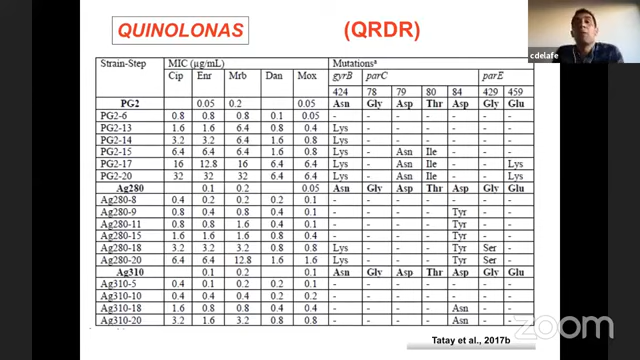 QUINOLONAS
(QRDR)
cdelafe
Strain-Step MIC (µg/mL) Mutationsᵃ
Cip Enr Mrb Dan Mox gyrB parC parE
424 78 79 80 84 429 459
PG2 0.05 0.2 0.05 Asn Gly Asp Thr Asp Gly Glu
PG2-6 0.8 0.8 0.8 0.1 0.05 - - - - - - -
PG2-13 1.6 1.6 6.4 0.8 0.4 Lys - - - - - -
PG2-14 3.2 3.2 6.4 1.6 0.8 Lys - - - - - -
PG2-15 6.4 6.4 6.4 1.6 0.8 Lys - Asn Ile - - -
PG2-17 16 12.8 16 6.4 6.4 Lys - Asn Ile - - Lys
PG2-20 32 32 32 6.4 6.4 Lys - Asn Ile - - Lys
Ag280 0.1 0.2 0.05 Asn Gly Asp Thr Asp Gly Glu
Ag280-8 0.4 0.2 0.2 0.2 0.1 - - - - - - -
Ag280-9 0.8 0.4 0.8 0.4 0.1 - - - - Tyr - -
Ag280-11 0.8 0.8 1.6 0.4 0.1 - - - - Tyr - -
Ag280-15 1.6 1.6 1.6 0.8 0.4 - - - - Tyr - -
Ag280-18 3.2 3.2 3.2 0.8 0.8 Lys - - - Tyr Ser -
Ag280-20 6.4 6.4 12.8 1.6 1.6 Lys - - - Tyr Ser -
Ag310 0.1 0.2 0.1 Asn Gly Asp Thr Asp Gly Glu
Ag310-5 0.4 0.1 0.2 0.2 0.1 - - - - - - -
Ag310-10 0.4 0.4 0.4 0.2 0.2 - - - - - - -
Ag310-18 1.6 0.8 0.8 0.4 0.4 - - - - Asn - -
Ag310-20 3.2 1.6 3.2 0.8 0.8 - - - - Asn - -
Tatay et al., 2017b
zoom